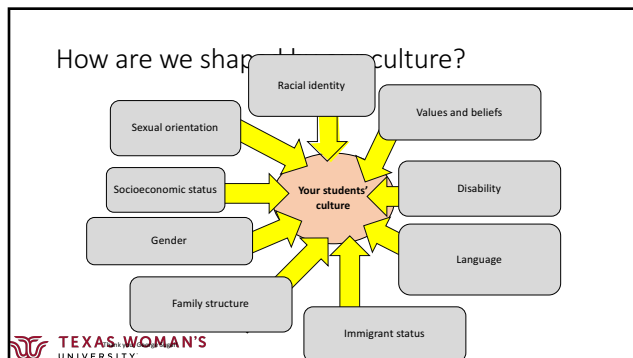 How are we shap
culture?
Racial identity
Values and beliefs
Sexual orientation
Socioeconomic status
Your students'
culture
Disability
Gender
Language
Family structure
Immigrant status
TEXAS WOMAN'S
UNIVERSITY